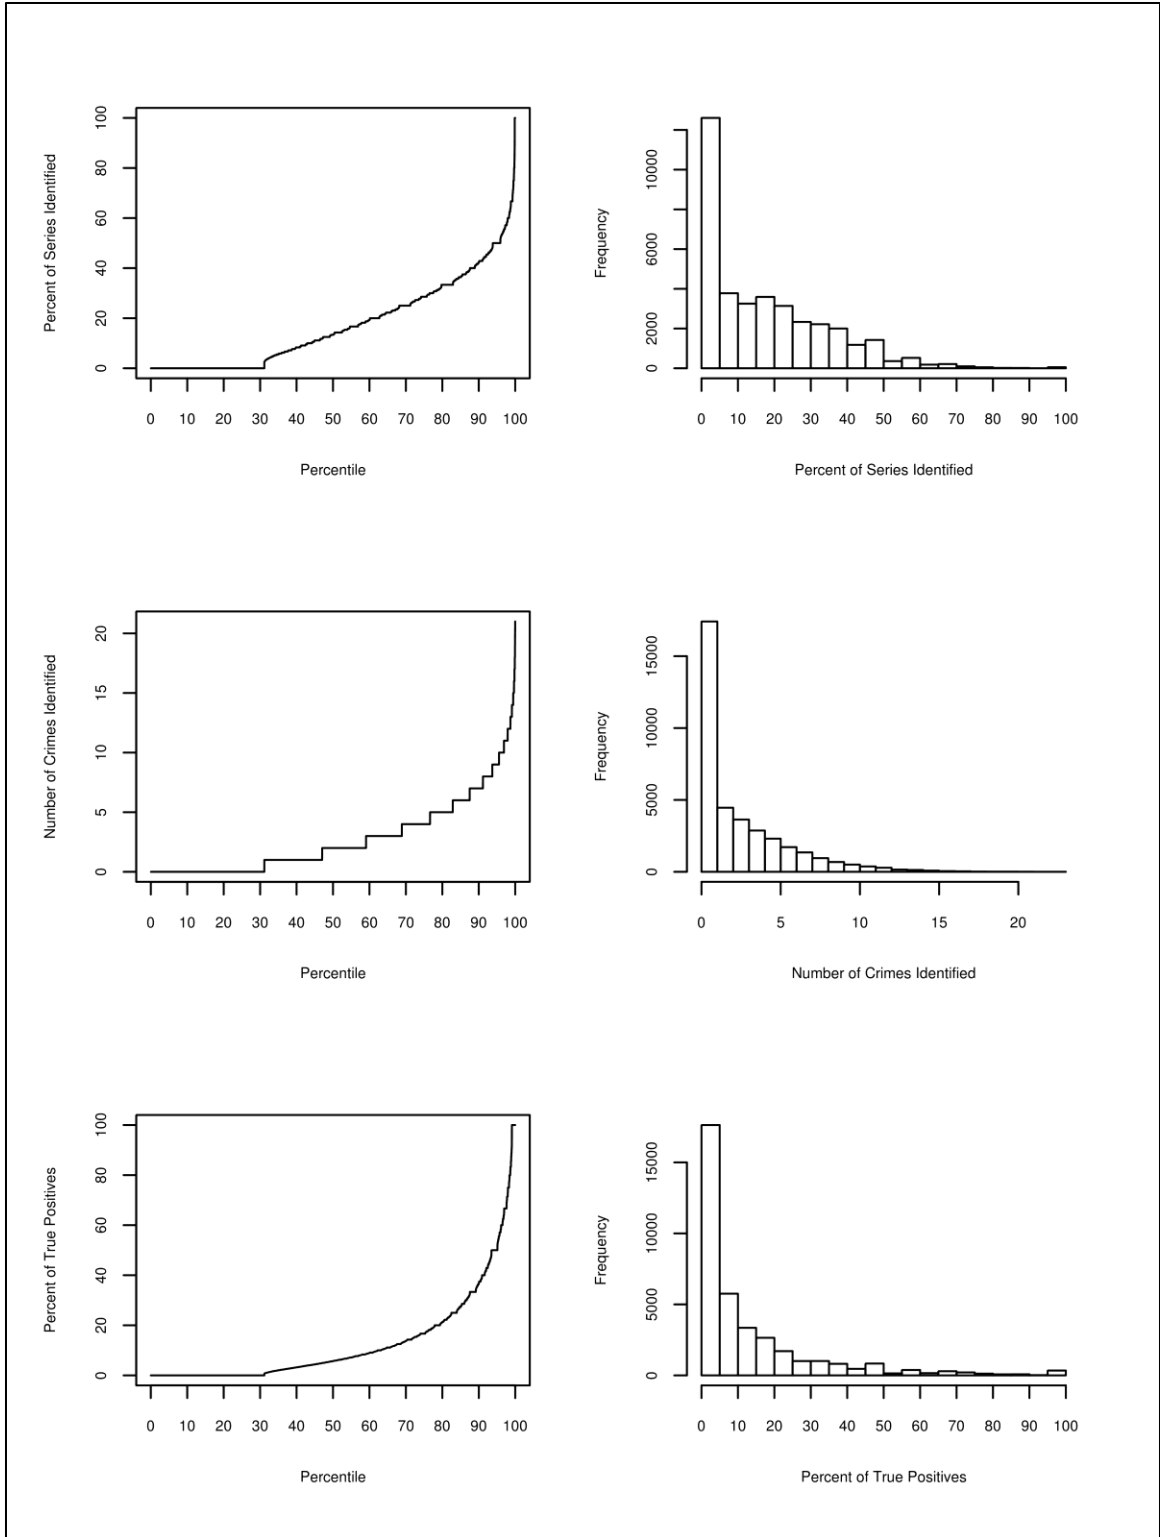 Percent of Series Identified
100
80
60
40
20
0
0 10 20 30 40 50 60 70 80 90 100
Percentile
Frequency
10000
6000
2000
0
0 10 20 30 40 50 60 70 80 90 100
Percent of Series Identified
Number of Crimes Identified
20
15
10
5
0
0 10 20 30 40 50 60 70 80 90 100
Percentile
Frequency
15000
10000
5000
0
0 5 10 15 20
Number of Crimes Identified
Percent of True Positives
100
80
60
40
20
0
0 10 20 30 40 50 60 70 80 90 100
Percentile
Frequency
15000
10000
5000
0
0 10 20 30 40 50 60 70 80 90 100
Percent of True Positives